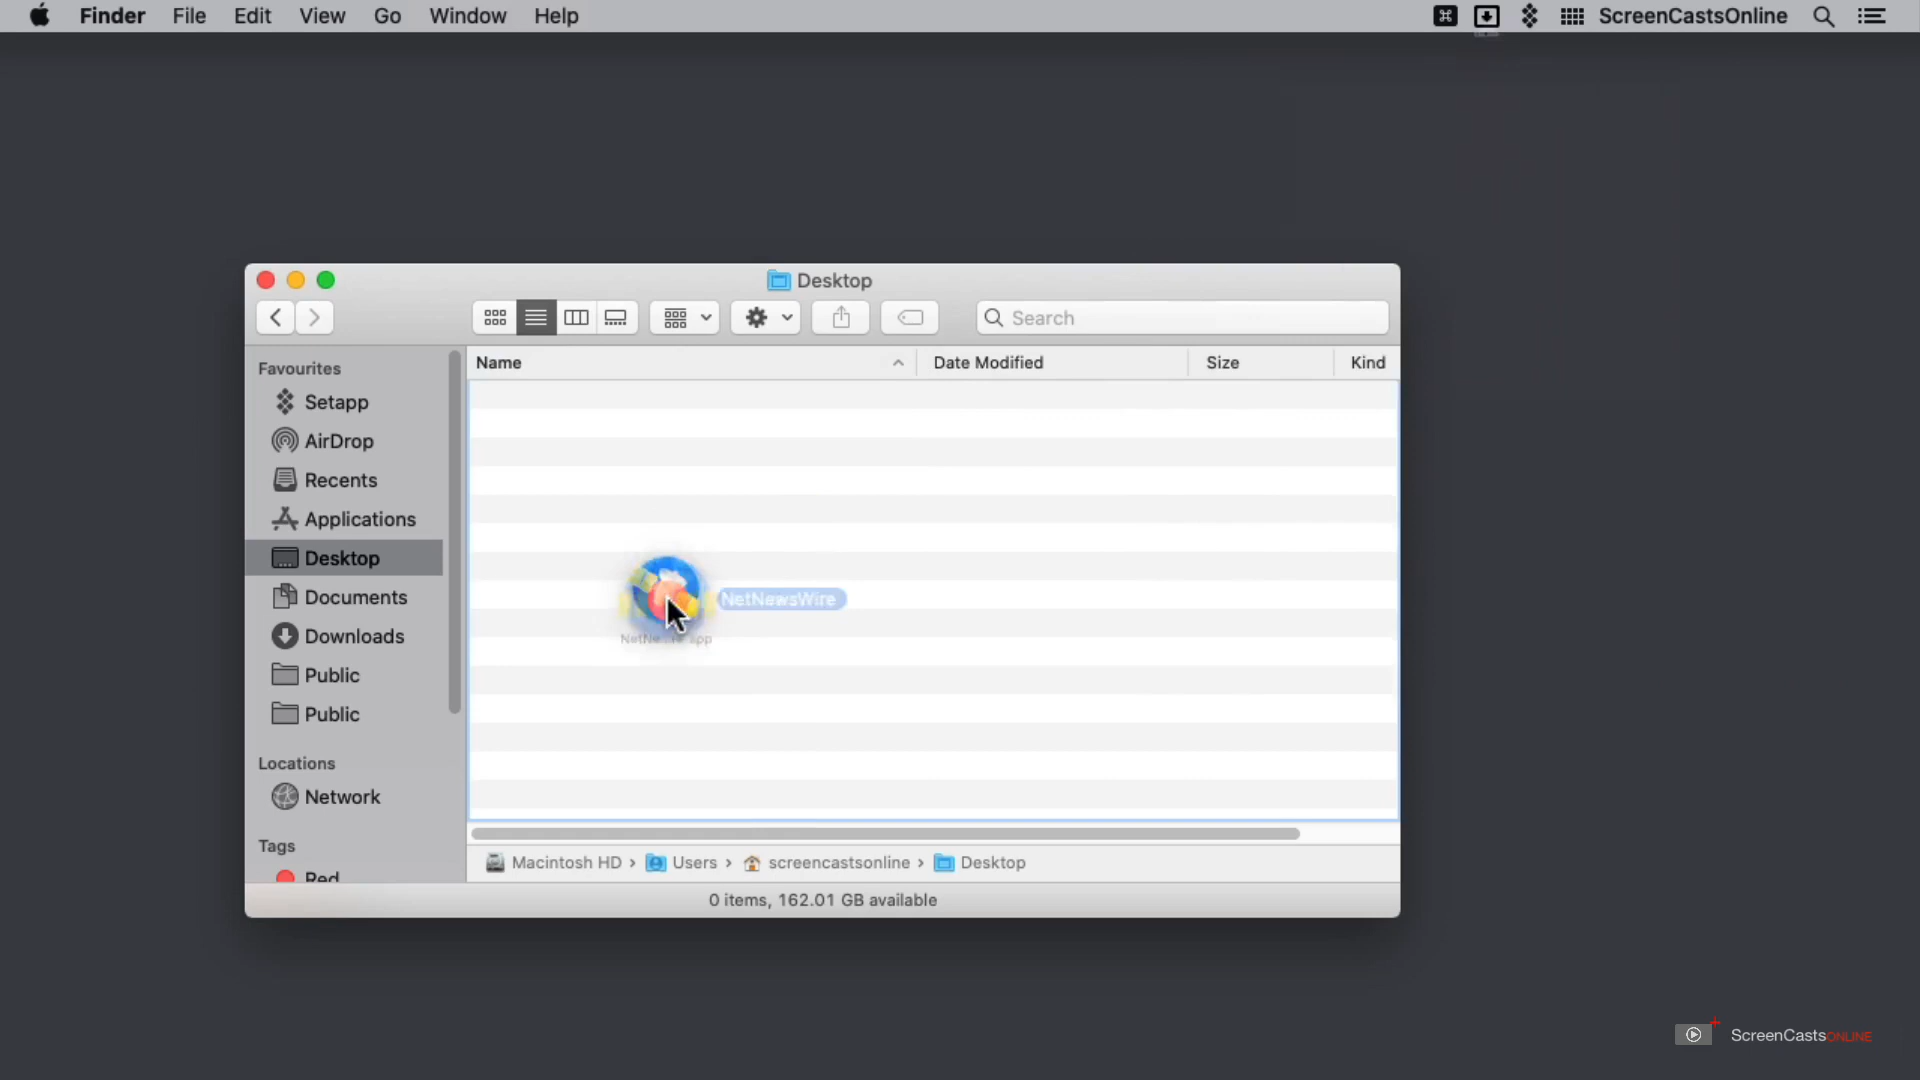 Finder File Edit View Go Window Help ScreenCastsOnline
Desktop
Search
Favourites
Setapp
AirDrop
Recents
Applications
Desktop
Documents
Downloads
Public
Public
Locations
Network
Tags
Red
Name Date Modified Size Kind
NetNewsWire
Macintosh HD › Users › screencastsonline › Desktop
0 items, 162.01 GB available
ScreenCastsONLINE